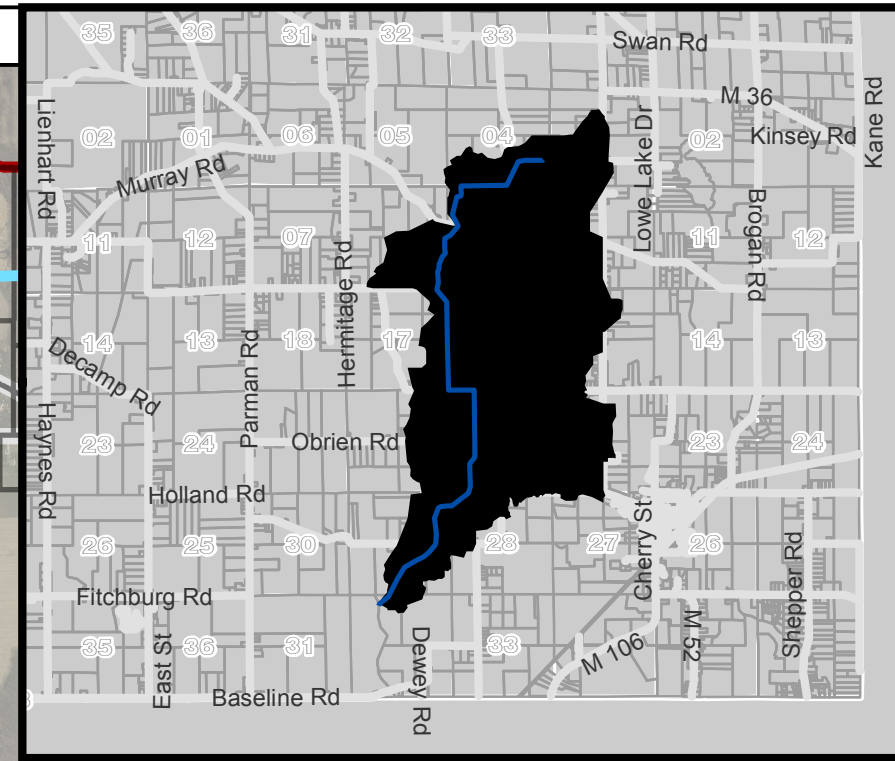 35
36
31
32
33
Swan Rd
Kane Rd
M 36
Lienhart Rd
Lowe Lake Dr
02
01
06
05
04
02
Kinsey Rd
Murray Rd
11
12
07
Hermitage Rd
Brogan Rd
11
12
14
13
18
17
14
13
Decamp Rd
Parman Rd
Haynes Rd
23
24
Obrien Rd
23
24
Holland Rd
26
25
30
28
27
Cherry St
26
Shepper Rd
Fitchburg Rd
35
36
31
33
East St
Dewey Rd
M 106
M 52
Baseline Rd